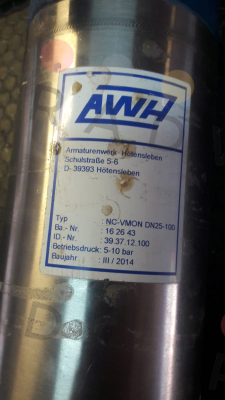 AWH
Armaturenwerk Hötensleben
Schulstraße 5-6
D- 39393 Hötensleben
Typ : NC-VMON DN25-100
Ba.- Nr. : 16 26 43
ID.- Nr. : 39.37 12.100
Betriebsdruck: 5-10 bar
Baujahr : III / 2014